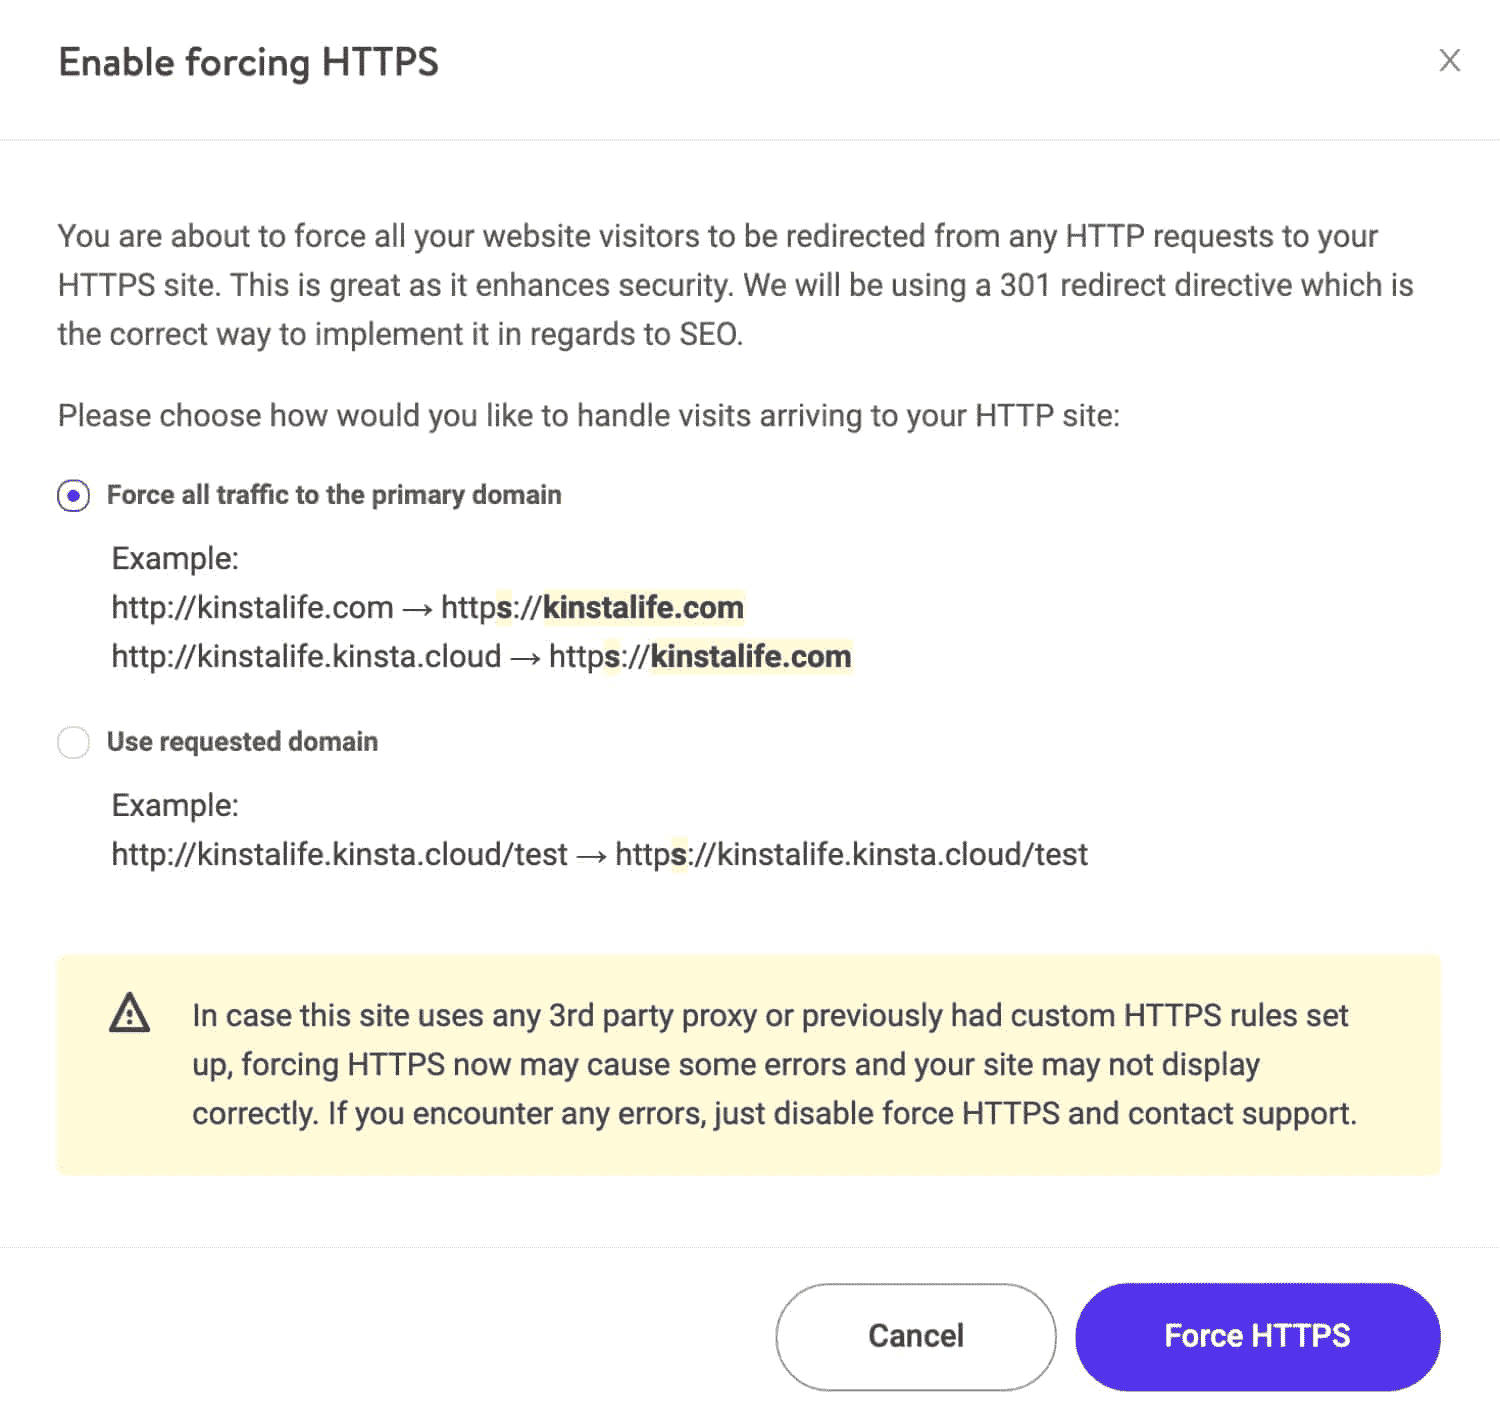 Enable forcing HTTPS
You are about to force all your website visitors to be redirected from any HTTP requests to your
HTTPS site. This is great as it enhances security. We will be using a 301 redirect directive which is
the correct way to implement it in regards to SEO.
Please choose how would you like to handle visits arriving to your HTTP site:
Force all traffic to the primary domain
Example:
http://kinstalife.com → https://kinstalife.com
http://kinstalife.kinsta.cloud → https://kinstalife.com
Use requested domain
Example:
http://kinstalife.kinsta.cloud/test → https://kinstalife.kinsta.cloud/test
In case this site uses any 3rd party proxy or previously had custom HTTPS rules set
up, forcing HTTPS now may cause some errors and your site may not display
correctly. If you encounter any errors, just disable force HTTPS and contact support.
Cancel
Force HTTPS